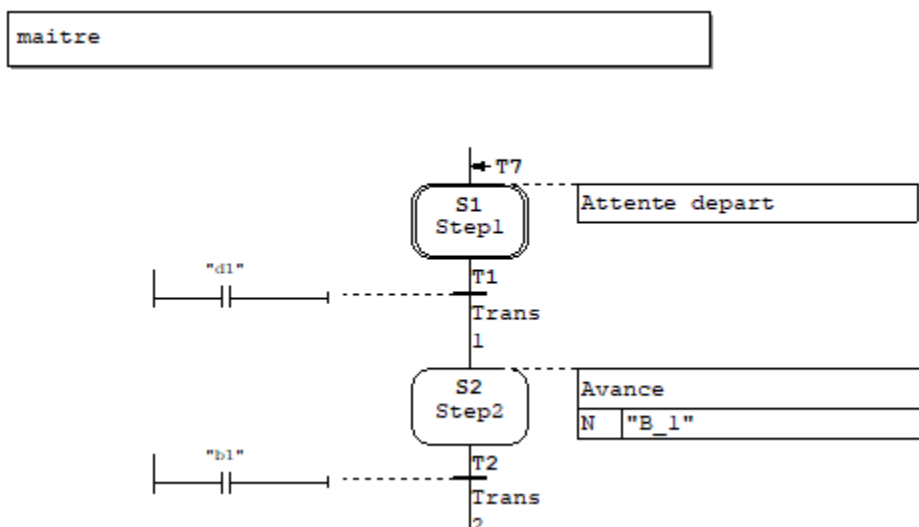 maitre
T7
S1
Step1
Attente depart
"d1"
T1
Trans
1
S2
Step2
Avance
N "B_1"
"b1"
T2
Trans
2